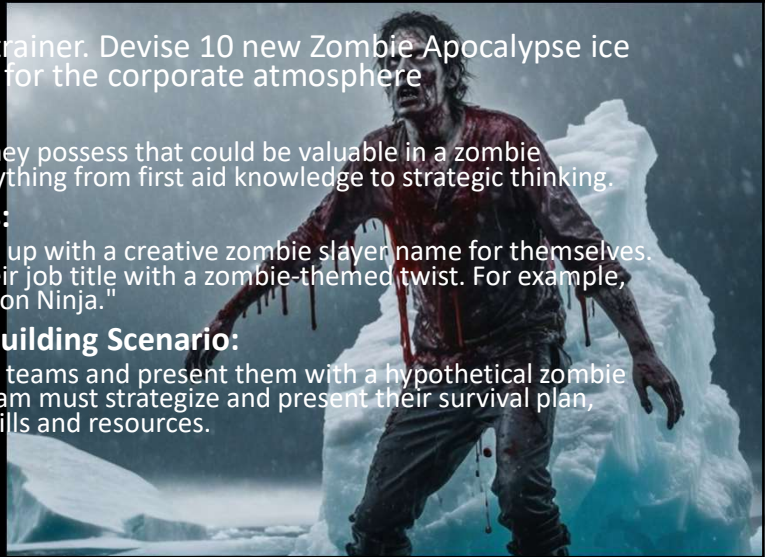 rainer. Devise 10 new Zombie Apocalypse ice
for the corporate atmosphere
ey possess that could be valuable in a zombie
ything from first aid knowledge to strategic thinking.
:
up with a creative zombie slayer name for themselves.
ir job title with a zombie-themed twist. For example,
on Ninja."
uilding Scenario:
teams and present them with a hypothetical zombie
am must strategize and present their survival plan,
ills and resources.